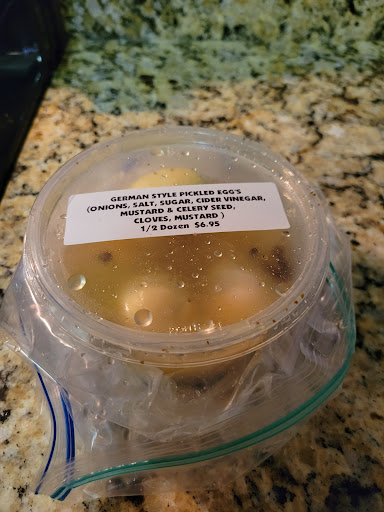 GERMAN STYLE PICKLED EGG'S
(ONIONS, SALT, SUGAR, CIDER VINEGAR,
MUSTARD & CELERY SEED,
CLOVES, MUSTARD )
1/2 Dozen $6.95